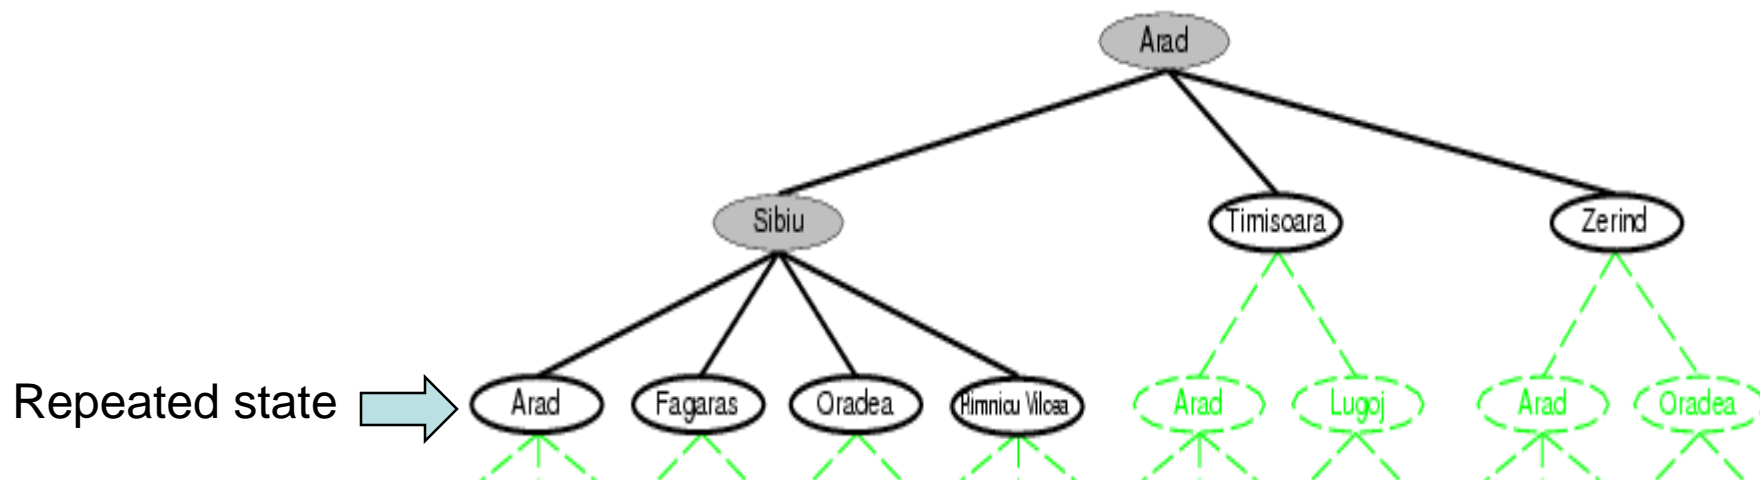 Arad
Sibiu
Timisoara
Zerind
Repeated state
Arad
Fagaras
Oradea
Rimnicu Vilcea
Arad
Lugoj
Arad
Oradea